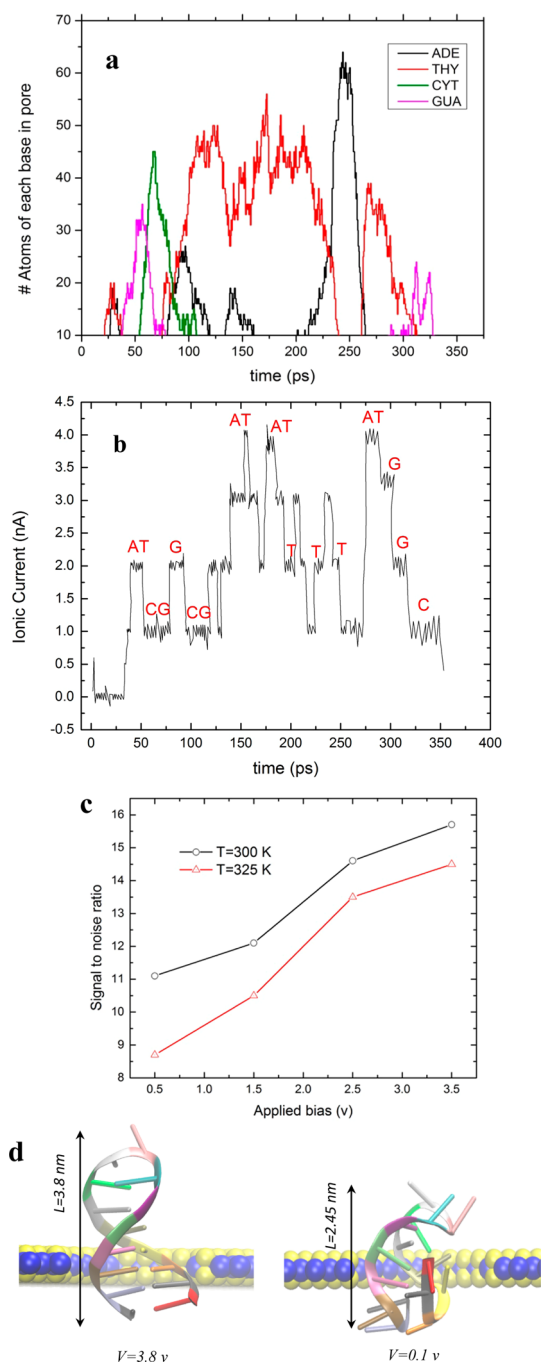 a
ADE
THY
CYT
GUA
70
60
50
40
30
20
10
# Atoms of each base in pore
0 50 100 150 200 250 300 350
time (ps)
b
4.5
4.0
3.5
3.0
2.5
2.0
1.5
1.0
0.5
0.0
-0.5
Ionic Current (nA)
AT AT AT
G
AT G T T T G
CG CG C
0 50 100 150 200 250 300 350 400
time (ps)
c
16
15
14
13
12
11
10
9
8
Signal to noise ratio
T=300 K
T=325 K
0.5 1.0 1.5 2.0 2.5 3.0 3.5
Applied bias (v)
d
L=3.8 nm
L=2.45 nm
V=3.8 v
V=0.1 v